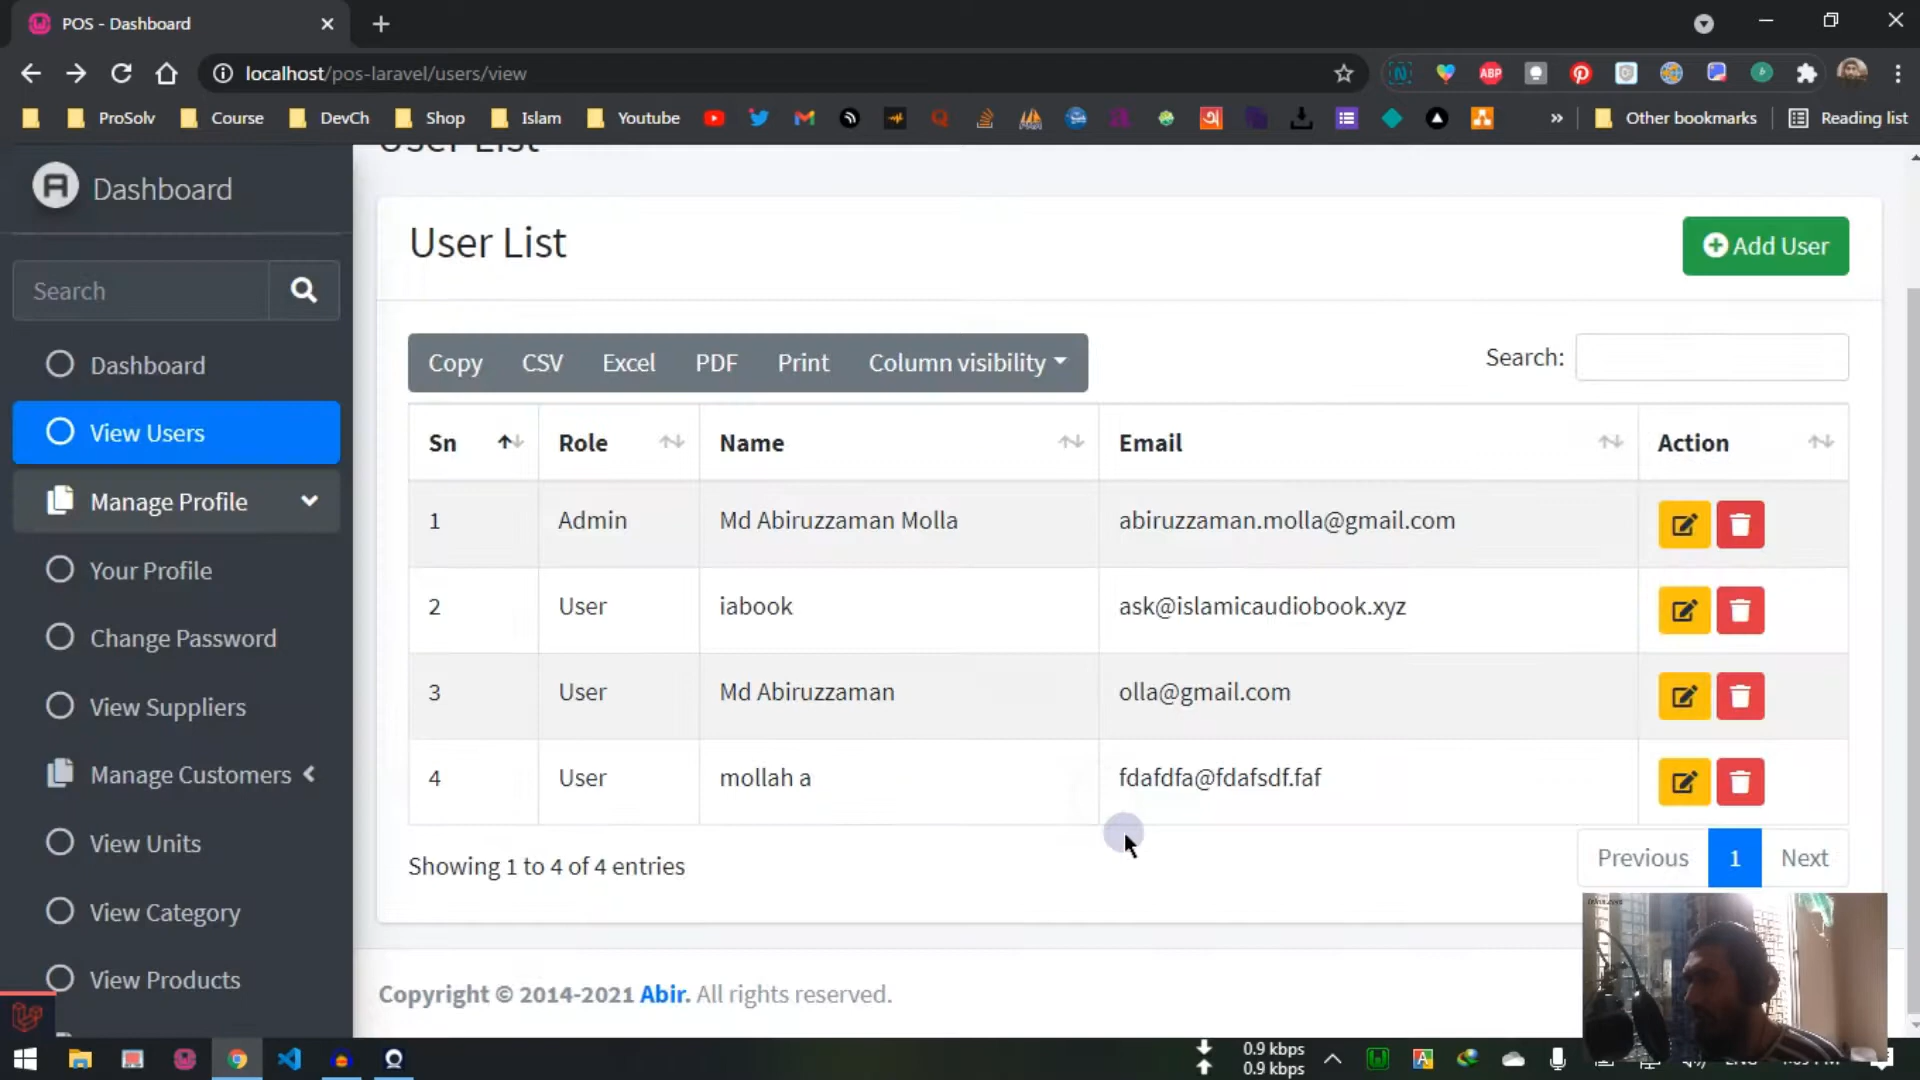 POS - Dashboard
localhost/pos-laravel/users/view
ProSolv
Course
DevCh
Shop
Islam
Youtube
Other bookmarks
Reading list
Dashboard
Search
Dashboard
View Users
Manage Profile
Your Profile
Change Password
View Suppliers
Manage Customers
View Units
View Category
View Products
User List
Add User
Copy CSV Excel PDF Print Column visibility
Search:
Sn Role Name Email Action
1 Admin Md Abiruzzaman Molla abiruzzaman.molla@gmail.com
2 User iabook ask@islamicaudiobook.xyz
3 User Md Abiruzzaman olla@gmail.com
4 User mollah a fdafdfa@fdafsdf.faf
Showing 1 to 4 of 4 entries
Previous 1 Next
Copyright © 2014-2021 Abir. All rights reserved.
0.9 kbps
0.9 kbps